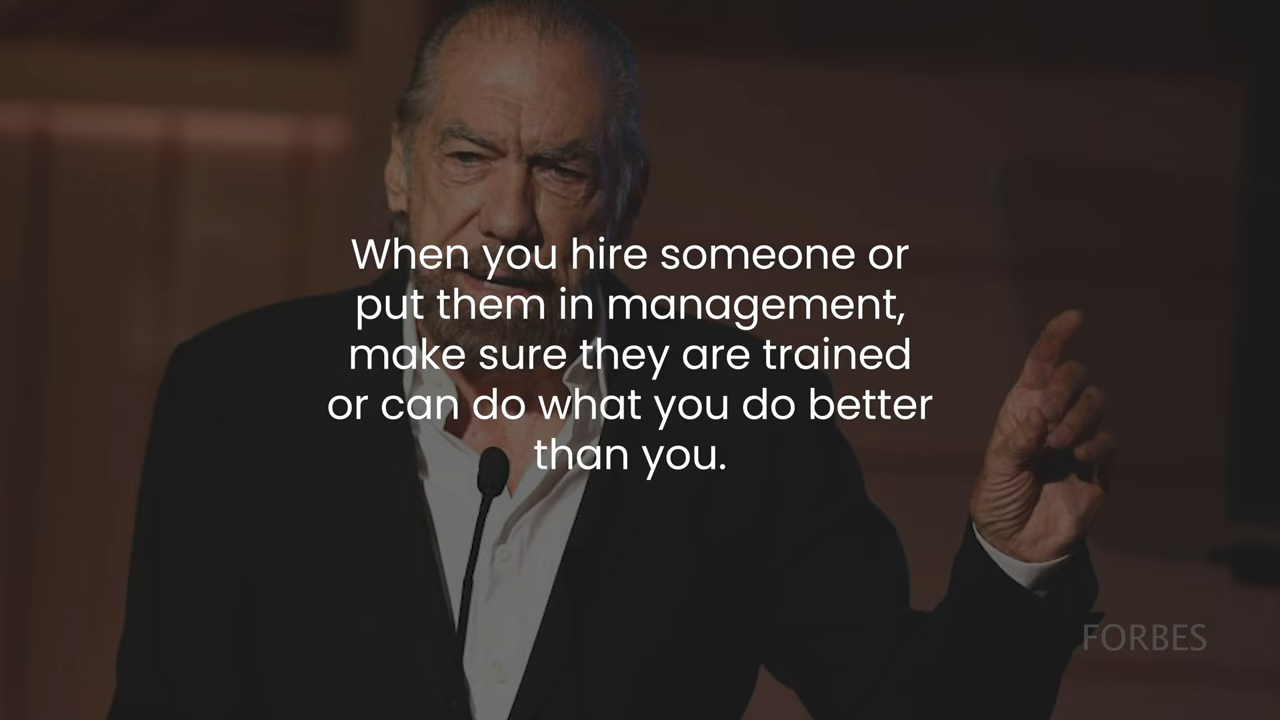 When you hire someone or
put them in management,
make sure they are trained
or can do what you do better
than you.
FORBES